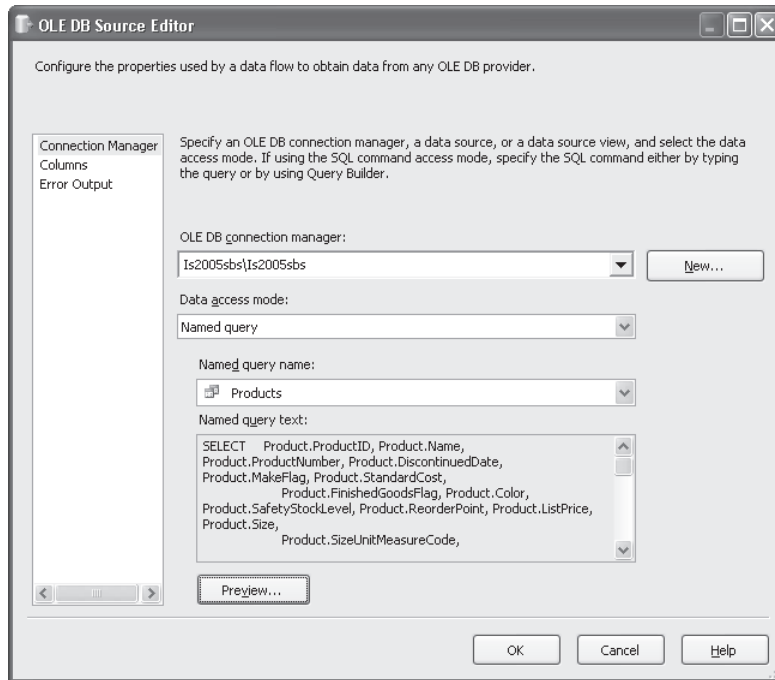 OLE DB Source Editor
Configure the properties used by a data flow to obtain data from any OLE DB provider.
Connection Manager
Columns
Error Output
Specify an OLE DB connection manager, a data source, or a data source view, and select the data
access mode. If using the SQL command access mode, specify the SQL command either by typing
the query or by using Query Builder.
OLE DB connection manager:
Is2005sbs\Is2005sbs
New...
Data access mode:
Named query
Named query name:
Products
Named query text:
SELECT Product.ProductID, Product.Name,
Product.ProductNumber, Product.DiscontinuedDate,
Product.MakeFlag, Product.StandardCost,
Product.FinishedGoodsFlag, Product.Color,
Product.SafetyStockLevel, Product.ReorderPoint, Product.ListPrice,
Product.Size,
Product.SizeUnitMeasureCode,
Preview...
OK
Cancel
Help